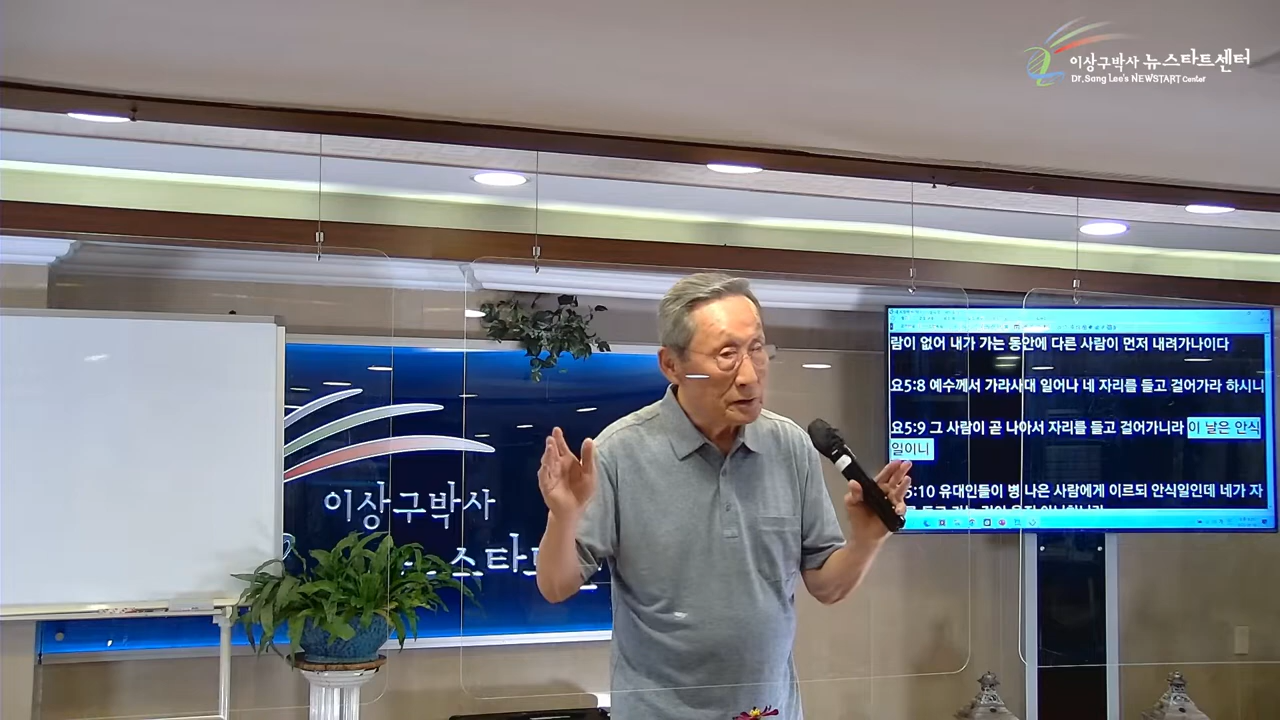 이상구박사 뉴스타트센터
Dr.Sang Lee's NEWSTART Center
람이 없어 내가 가는 동안에 다른 사람이 먼저 내려가나이다
요5:8 예수께서 가라사대 일어나 네 자리를 들고 걸어가라 하시니
요5:9 그 사람이 곧 나아서 자리를 들고 걸어가니라 이 날은 안식
일이니
5:10 유대인들이 병 나은 사람에게 이르되 안식일인데 네가 자
이상구박사
스타트